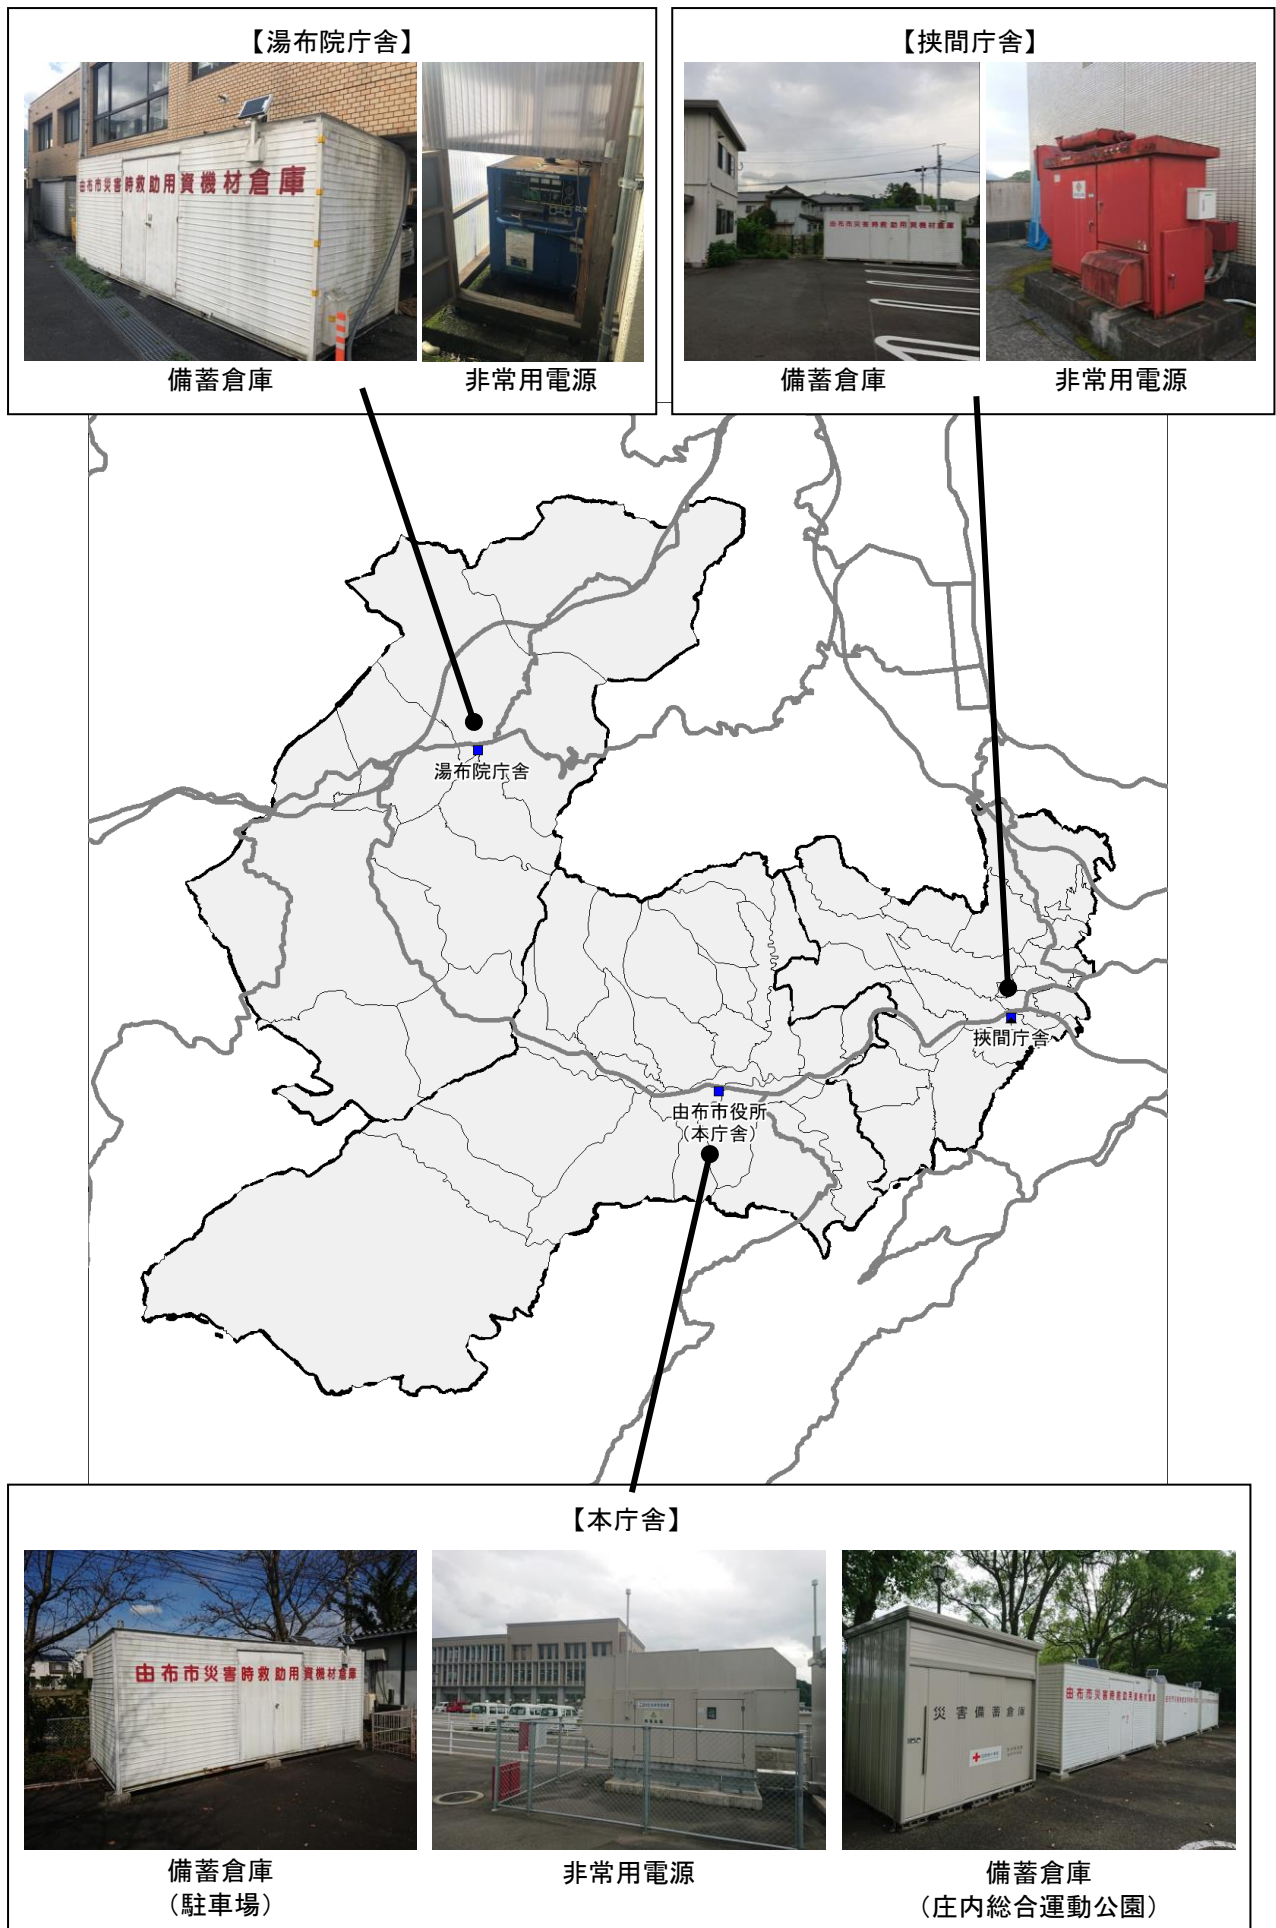 【湯布院庁舎】
由布市災害時救助用資機材倉庫
備蓄倉庫
非常用電源
【挟間庁舎】
由布市災害時救助用資機材倉庫
備蓄倉庫
非常用電源
湯布院庁舎
挾間庁舎
由布市役所
（本庁舎）
【本庁舎】
由布市災害時救助用資機材倉庫
備蓄倉庫
（駐車場）
非常用電源
災害備蓄倉庫
由布市災害時救助用資機材倉庫
備蓄倉庫
（庄内総合運動公園）